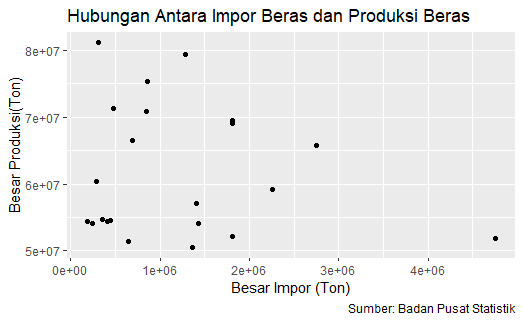 Hubungan Antara Impor Beras dan Produksi Beras
Besar Produksi(Ton)
8e+07
7e+07
6e+07
5e+07
0e+00 1e+06 2e+06 3e+06 4e+06
Besar Impor (Ton)
Sumber: Badan Pusat Statistik